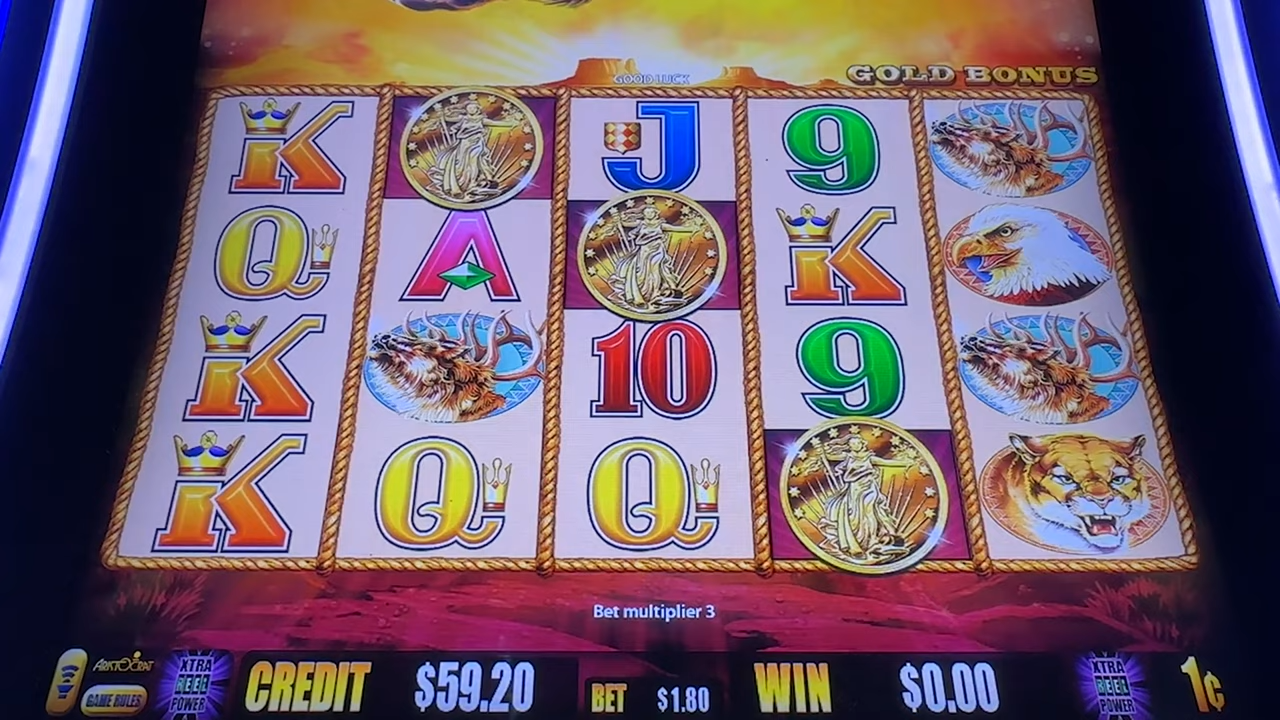 GOOD LUCK
GOLD BONUS
K J 9
Q A K
K 10 9
K Q Q
Bet multiplier 3
ARISTOCRAT
GAME RULES
XTRA
REEL
POWER
CREDIT $59.20
BET $1.80
WIN $0.00
XTRA
REEL
POWER
1¢